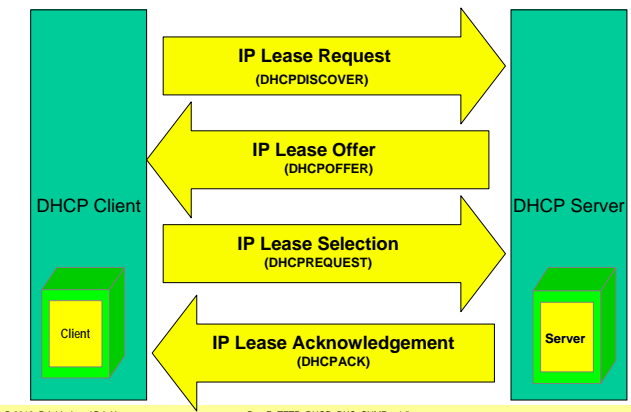 IP Lease Request
(DHCPDISCOVER)
IP Lease Offer
(DHCPOFFER)
DHCP Client
DHCP Server
IP Lease Selection
(DHCPREQUEST)
Client
Server
IP Lease Acknowledgement
(DHCPACK)